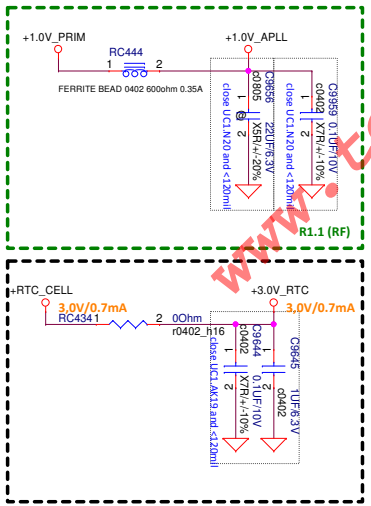 +1.0V_PRIM
+1.0V_APLL
RC444
1
2
FERRITE BEAD 0402 600ohm 0.35A
close UC1.N20 and <120mil
C9656
c0805
1
@
2
22UF/6.3V
X5R/+/-20%
close UC1.N20 and <120mil
C9959
c0402
1
2
0.1UF/10V
X7R/+/-10%
R1.1 (RF)
www.t
+RTC_CELL
3,0V/0.7mA
+3.0V_RTC
3,0V/0.7mA
RC4341
2
0Ohm
r0402_h16
close UC1.AK19 and <120mil
C9644
c0402
1
2
0.1UF/10V
X7R/+/-10%
C9645
1
2
1UF/6.3V
c0402